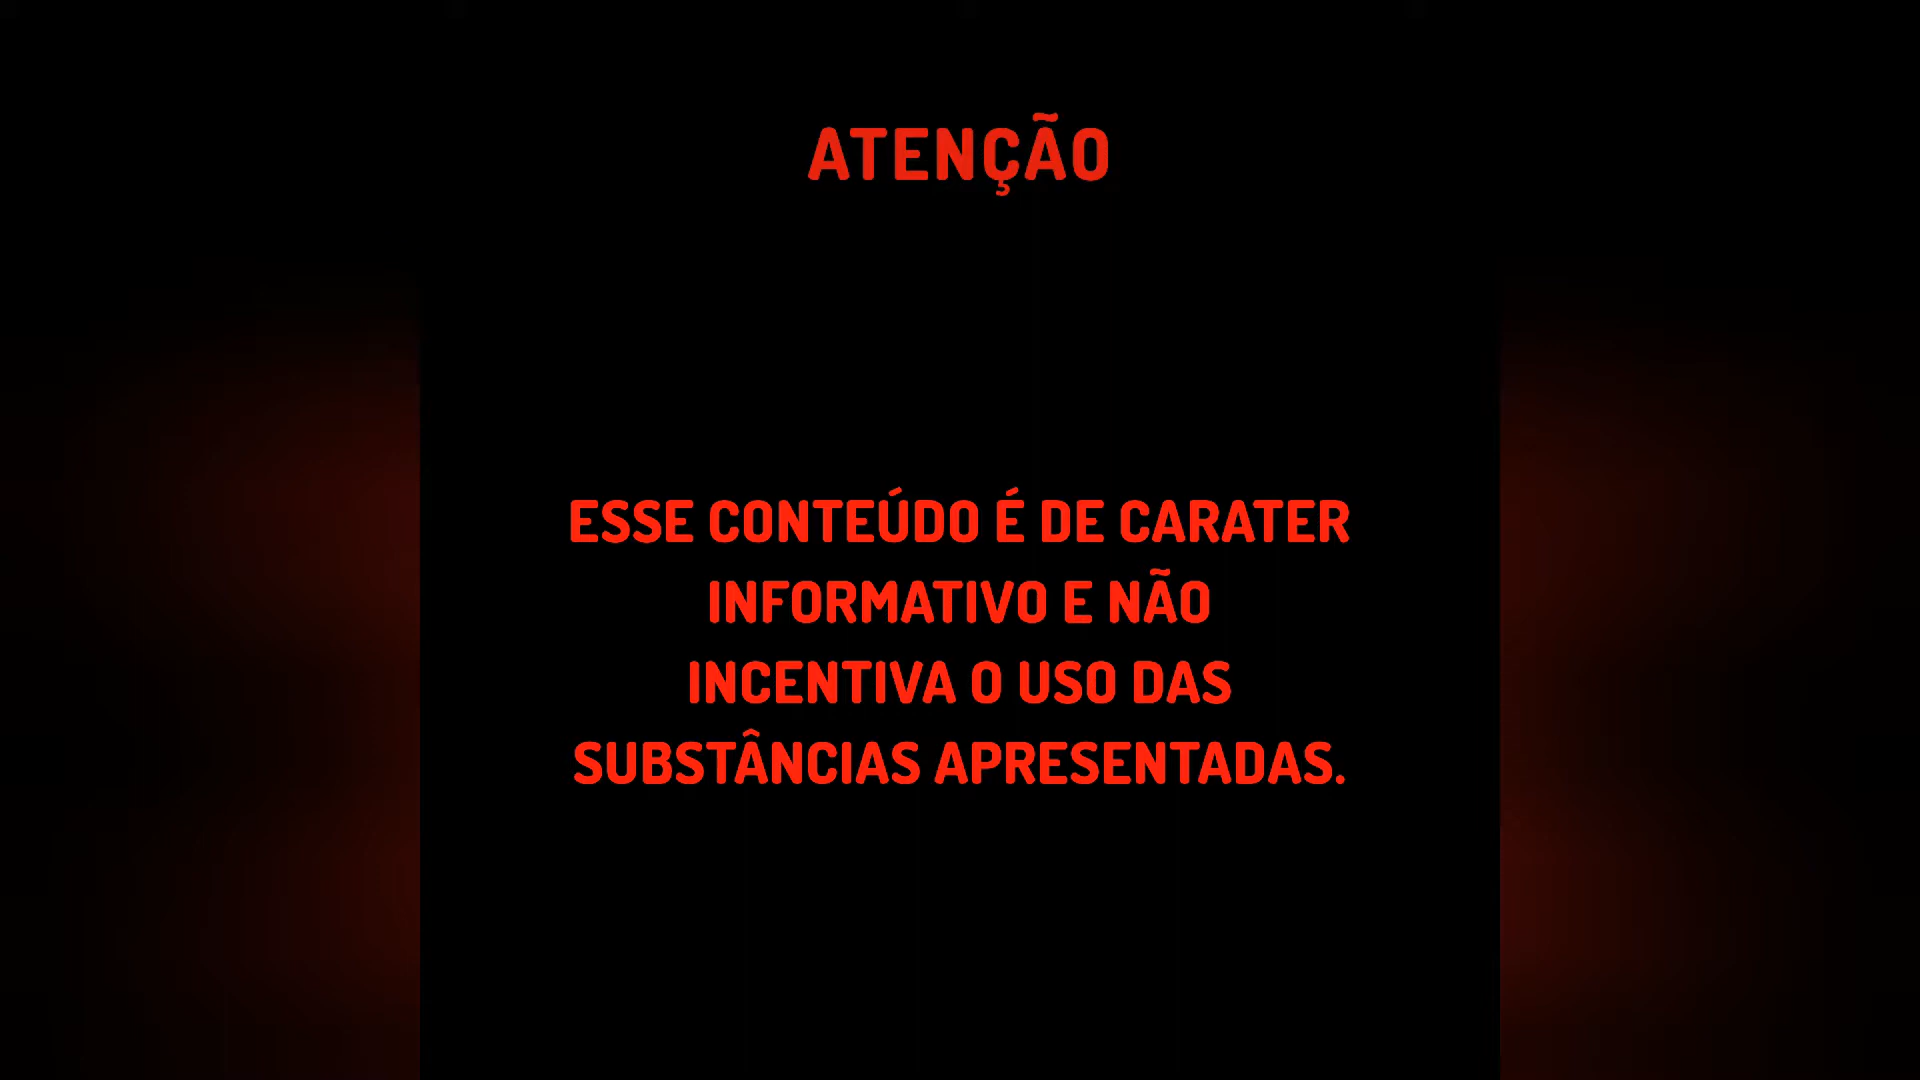 ATENÇÃO
ESSE CONTEÚDO É DE CARATER
INFORMATIVO E NÃO
INCENTIVA O USO DAS
SUBSTÂNCIAS APRESENTADAS.